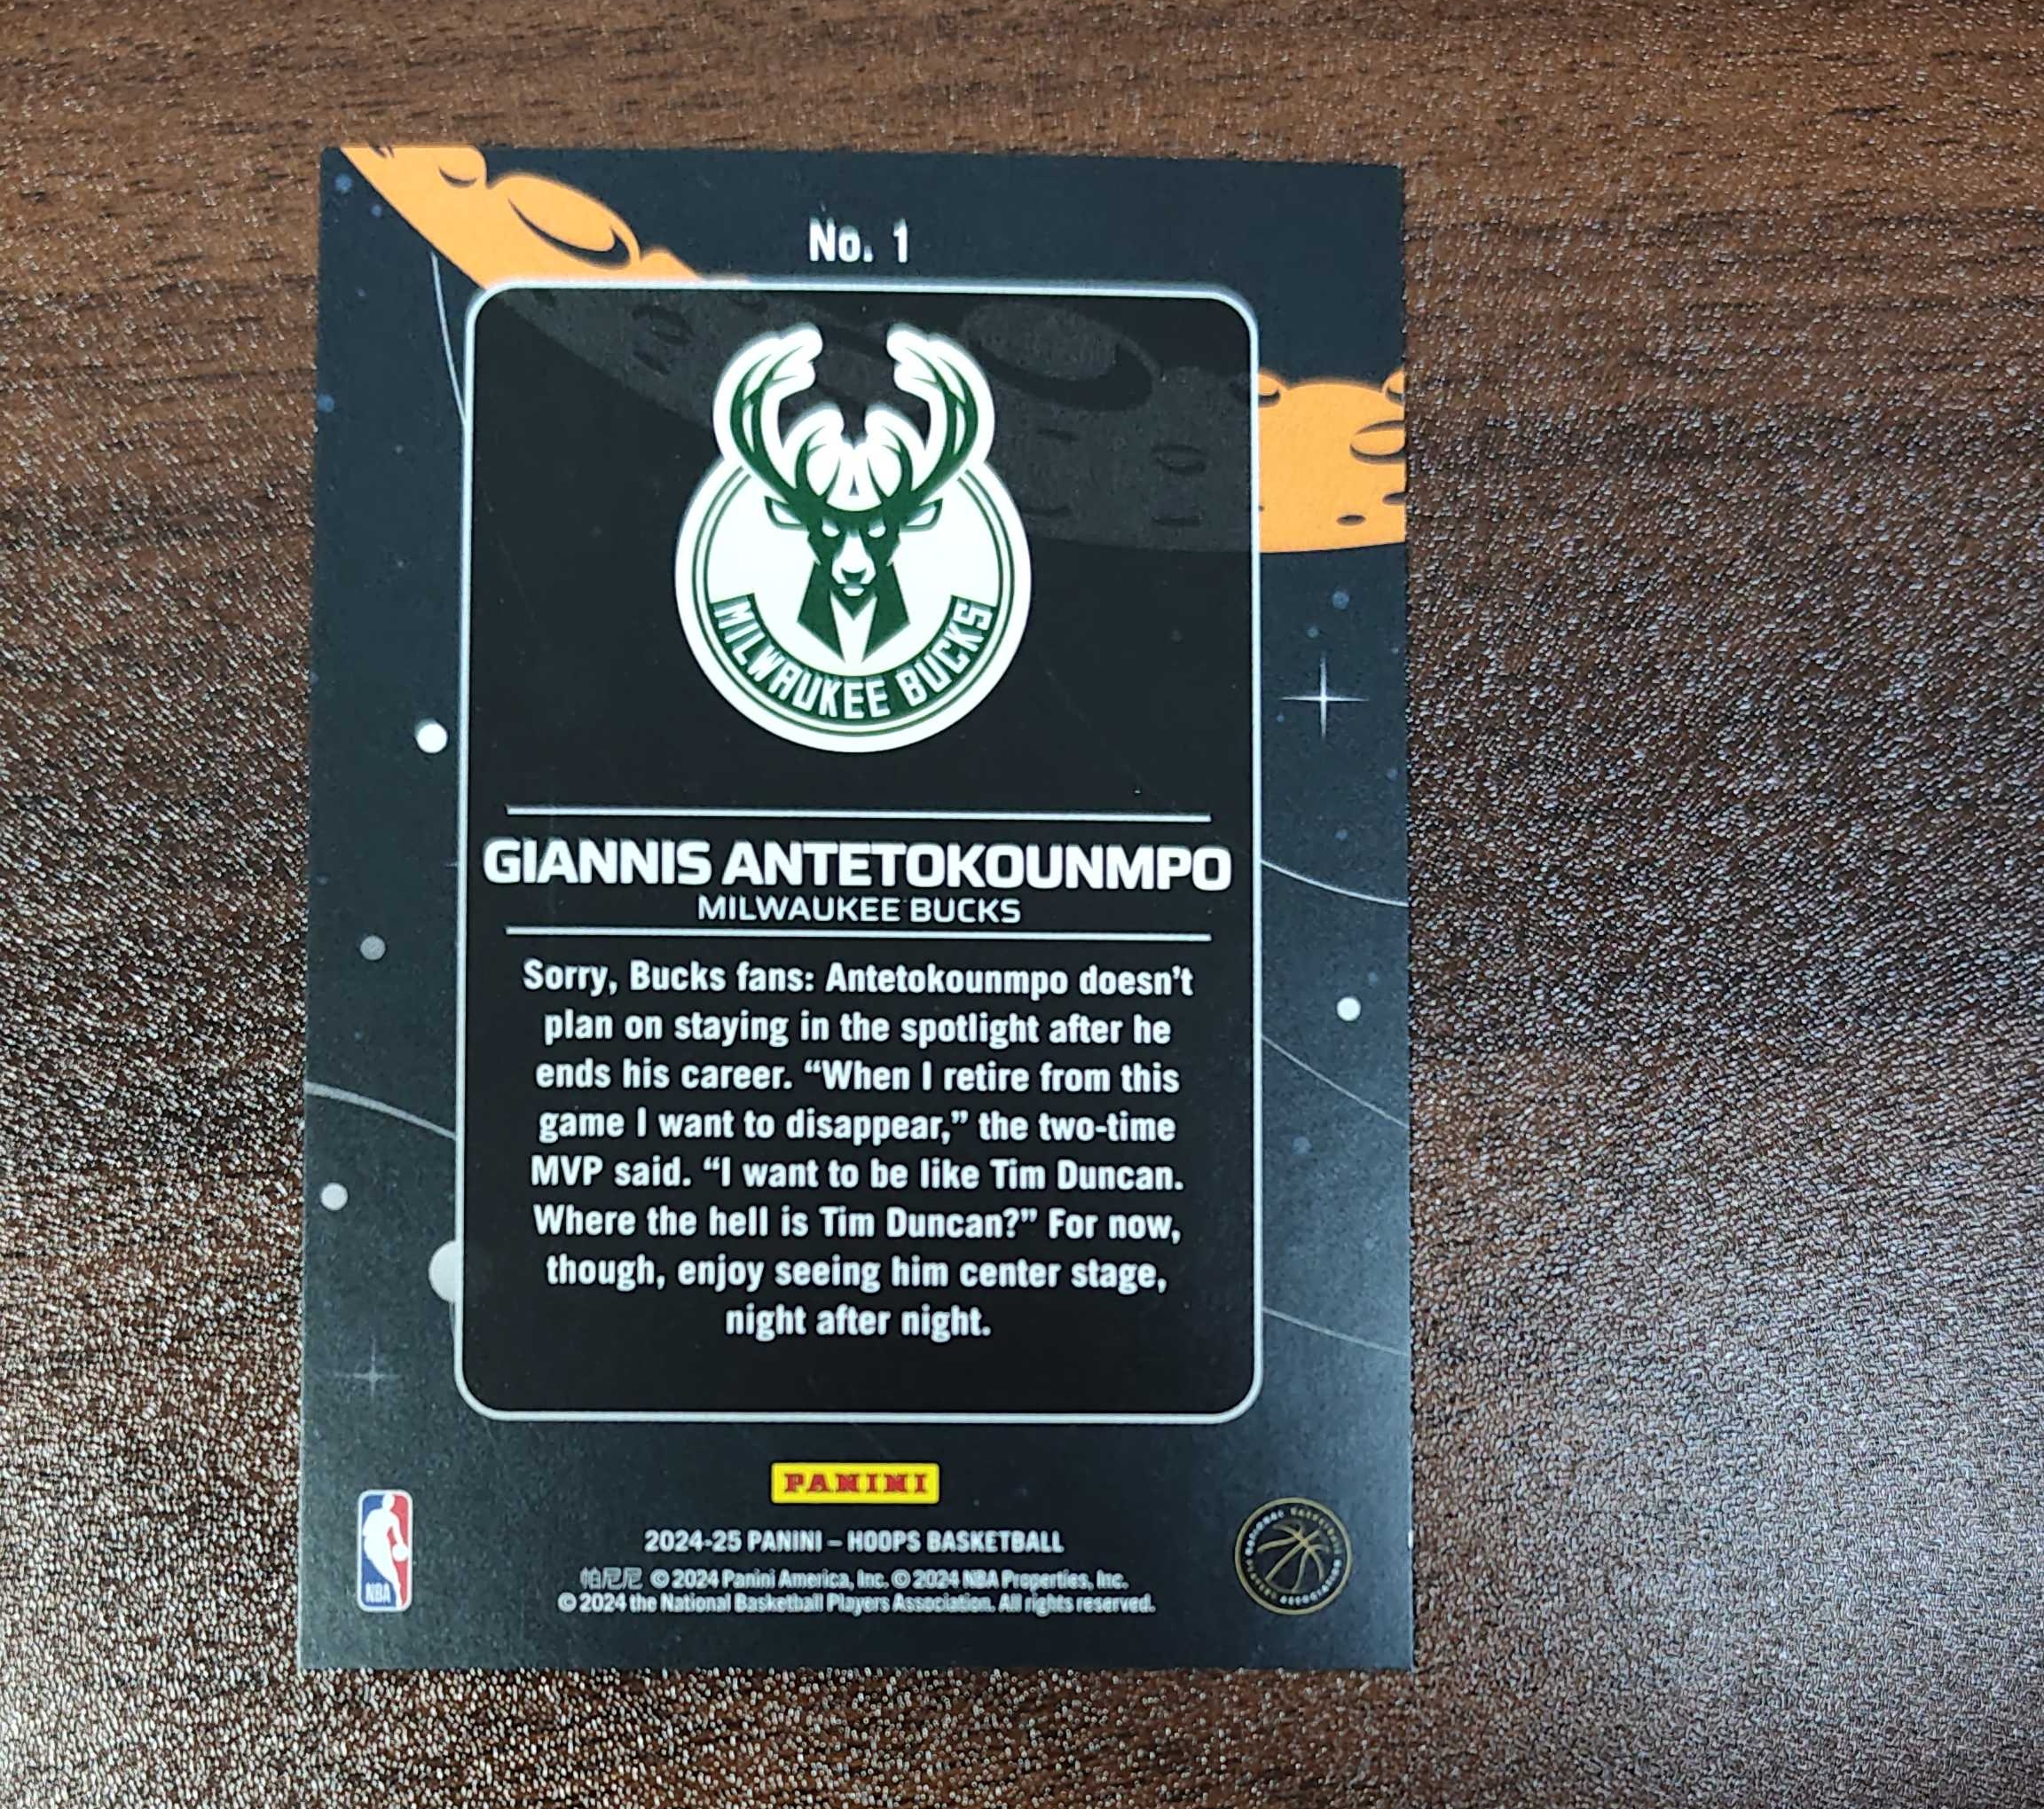 No. 1
MILWAUKEE BUCKS
GIANNIS ANTETOKOUNMPO
MILWAUKEE BUCKS
Sorry, Bucks fans: Antetokounmpo doesn’t
plan on staying in the spotlight after he
ends his career. “When I retire from this
game I want to disappear,” the two-time
MVP said. “I want to be like Tim Duncan.
Where the hell is Tim Duncan?” For now,
though, enjoy seeing him center stage,
night after night.
PANINI
2024-25 PANINI – HOOPS BASKETBALL
帕尼尼 © 2024 Panini America, Inc. © 2024 NBA Properties, Inc.
© 2024 the National Basketball Players Association. All rights reserved.
NBA